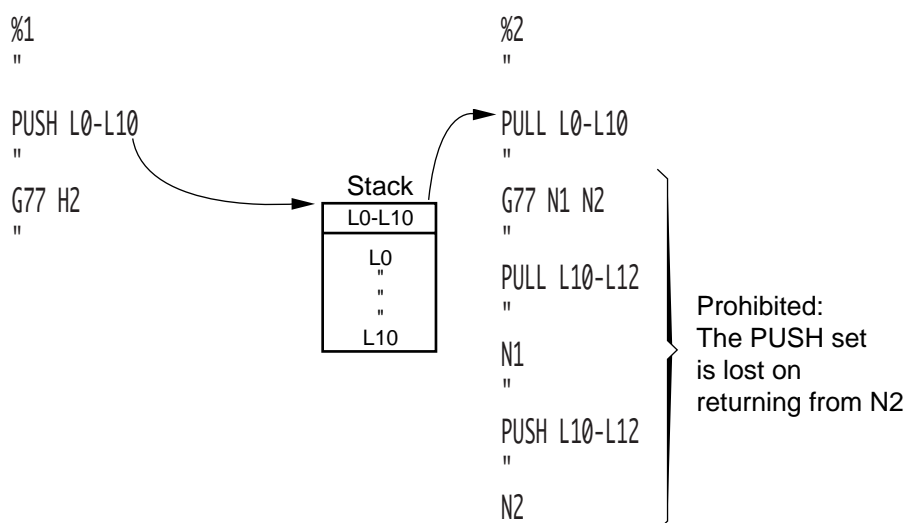 %1
"
PUSH L0-L10
"
G77 H2
"
Stack
L0-L10
L0
"
"
"
L10
%2
"
PULL L0-L10
"
G77 N1 N2
"
PULL L10-L12
"
N1
"
PUSH L10-L12
"
N2
Prohibited:
The PUSH set
is lost on
returning from N2